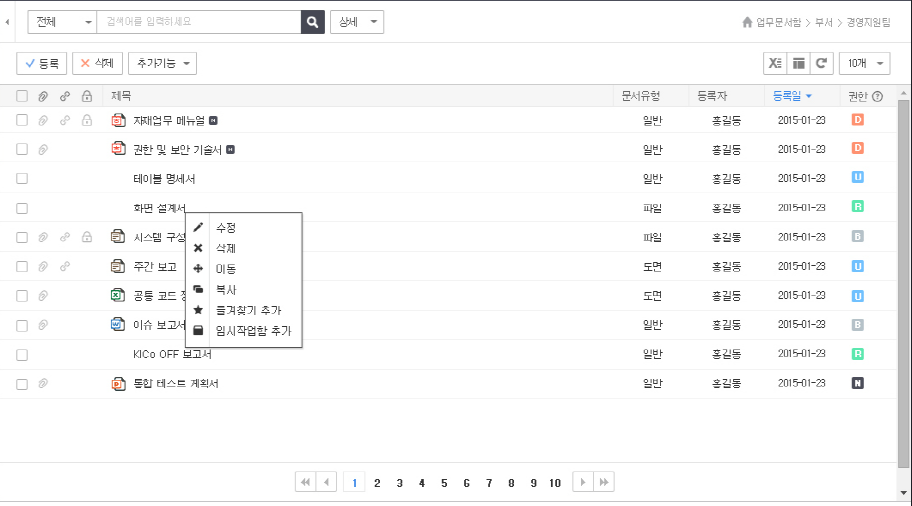 전체 검색어를 입력하세요 상세 업무문서함 > 부서 > 경영지원팀
등록 삭제 추가기능 10개
제목 문서유형 등록자 등록일 권한
자재업무 메뉴얼 N 일반 홍길동 2015-01-23 D
권한 및 보안 기술서 N 일반 홍길동 2015-01-23 D
테이블 명세서 일반 홍길동 2015-01-23 U
화면 설계서 파일 홍길동 2015-01-23 R
시스템 구성 파일 홍길동 2015-01-23 B
주간 보고 도면 홍길동 2015-01-23 U
공통 코드 도면 홍길동 2015-01-23 U
이슈 보고서 일반 홍길동 2015-01-23 B
KICo OFF 보고서 일반 홍길동 2015-01-23 R
통합 테스트 계획서 일반 홍길동 2015-01-23 N
수정
삭제
이동
복사
즐겨찾기 추가
임시작업함 추가
1 2 3 4 5 6 7 8 9 10